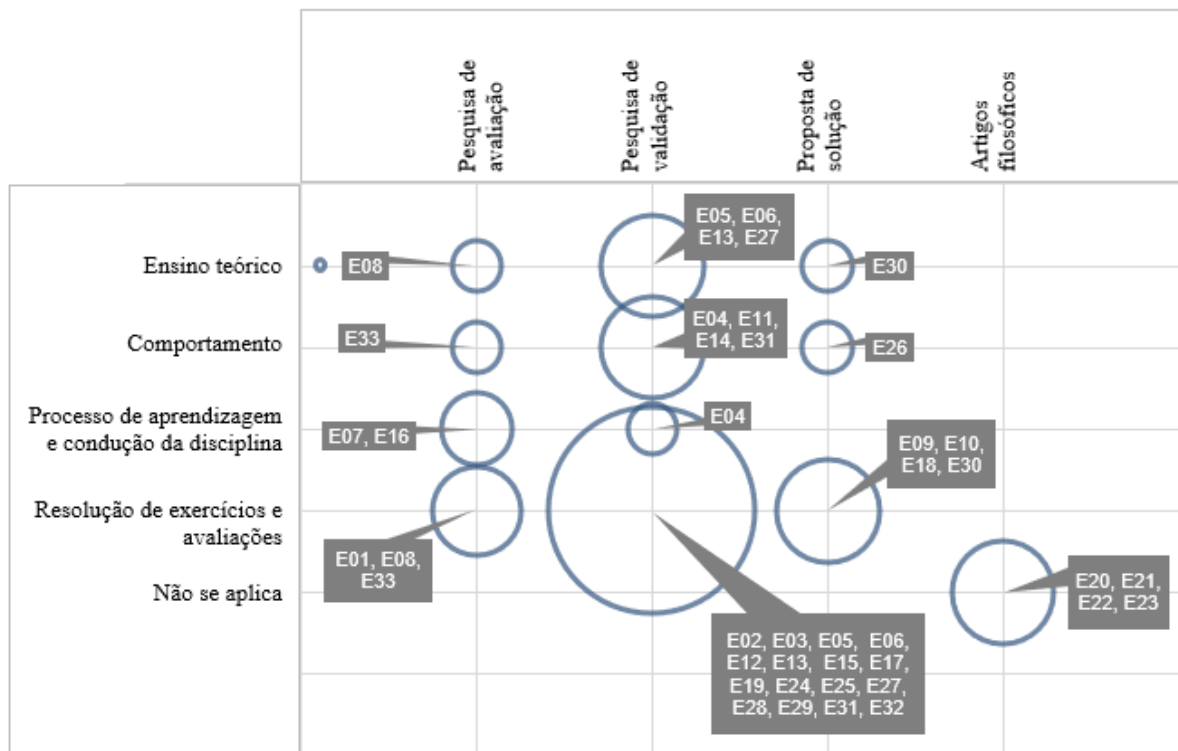 Pesquisa de
avaliação
Pesquisa de
validação
Proposta de
solução
Artigos
filosóficos
Ensino teórico
E08
E05, E06,
E13, E27
E30
Comportamento
E33
E04, E11,
E14, E31
E26
Processo de aprendizagem
e condução da disciplina
E07, E16
E04
Resolução de exercícios e
avaliações
E01, E08,
E33
E09, E10,
E18, E30
Não se aplica
E02, E03, E05, E06,
E12, E13, E15, E17,
E19, E24, E25, E27,
E28, E29, E31, E32
E20, E21,
E22, E23